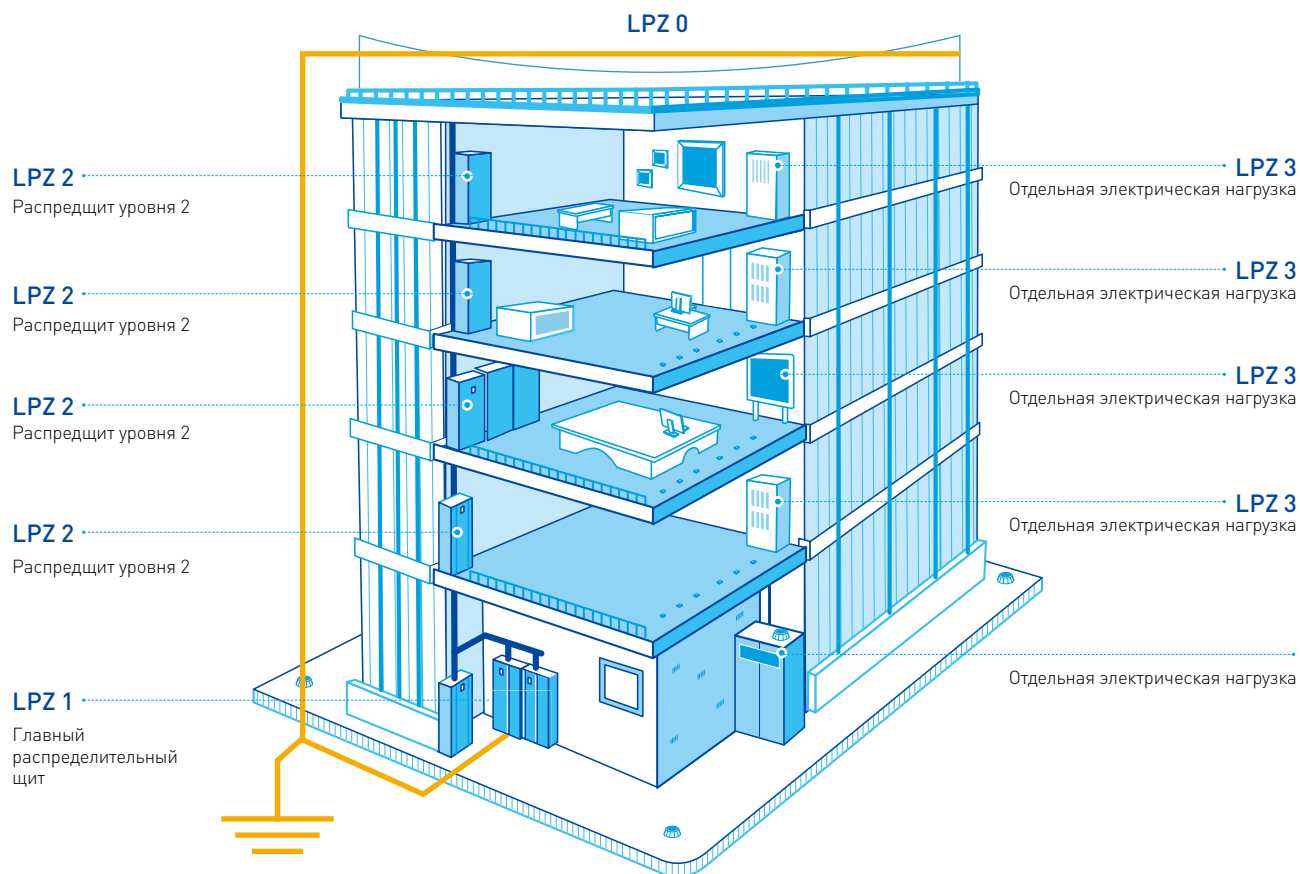 LPZ 0
LPZ 2
Распредщит уровня 2
LPZ 2
Распредщит уровня 2
LPZ 2
Распредщит уровня 2
LPZ 2
Распредщит уровня 2
LPZ 1
Главный
распределительный
щит
LPZ 3
Отдельная электрическая нагрузка
LPZ 3
Отдельная электрическая нагрузка
LPZ 3
Отдельная электрическая нагрузка
LPZ 3
Отдельная электрическая нагрузка
Отдельная электрическая нагрузка